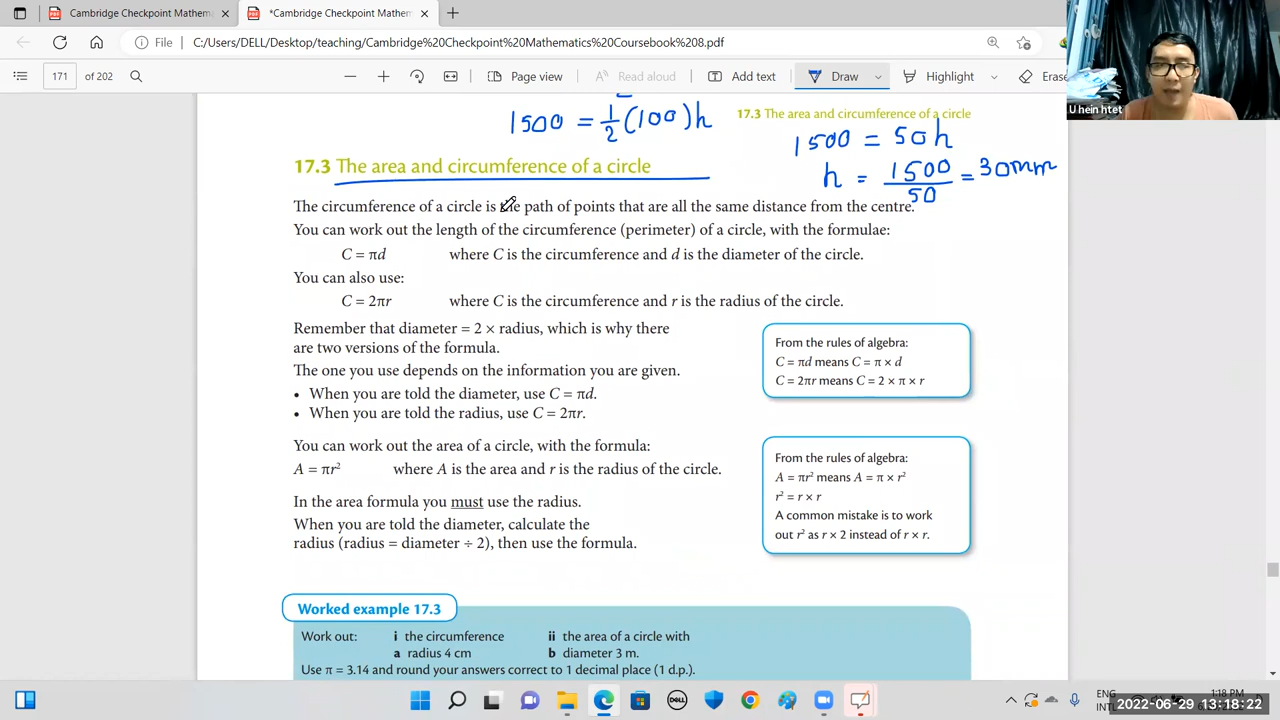 Cambridge Checkpoint Mathema
*Cambridge Checkpoint Mathem
File
C:/Users/DELL/Desktop/teaching/Cambridge%20Checkpoint%20Mathematics%20Coursebook%208.pdf
171 of 202
Page view
Read aloud
Add text
Draw
Highlight
Erase
U hein htet
1500 = 1/2 (100) h
17.3 The area and circumference of a circle
1500 = 50h
h = 1500/50 = 30mm
17.3 The area and circumference of a circle
The circumference of a circle is the path of points that are all the same distance from the centre.
You can work out the length of the circumference (perimeter) of a circle, with the formulae:
C = πd where C is the circumference and d is the diameter of the circle.
You can also use:
C = 2πr where C is the circumference and r is the radius of the circle.
Remember that diameter = 2 × radius, which is why there
are two versions of the formula.
The one you use depends on the information you are given.
• When you are told the diameter, use C = πd.
• When you are told the radius, use C = 2πr.
From the rules of algebra:
C = πd means C = π × d
C = 2πr means C = 2 × π × r
You can work out the area of a circle, with the formula:
A = πr² where A is the area and r is the radius of the circle.
In the area formula you must use the radius.
When you are told the diameter, calculate the
radius (radius = diameter ÷ 2), then use the formula.
From the rules of algebra:
A = πr² means A = π × r²
r² = r × r
A common mistake is to work
out r² as r × 2 instead of r × r.
Worked example 17.3
Work out: i the circumference ii the area of a circle with
a radius 4 cm b diameter 3 m.
Use π = 3.14 and round your answers correct to 1 decimal place (1 d.p.).
DELL
ENG
INTL
1:18 PM
2022-06-29 13:18:22